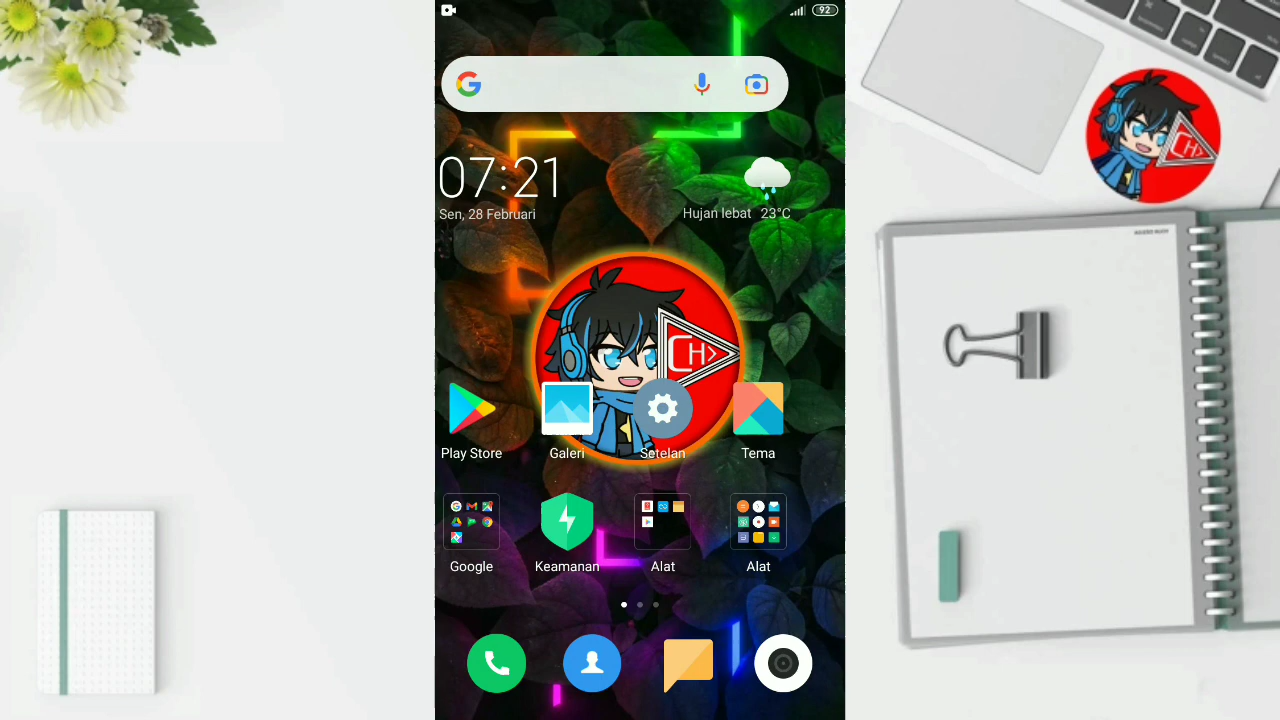 92
07:21
Sen, 28 Februari
Hujan lebat 23°C
CH>
CH>
Play Store
Galeri
Setelan
Tema
Google
Keamanan
Alat
Alat